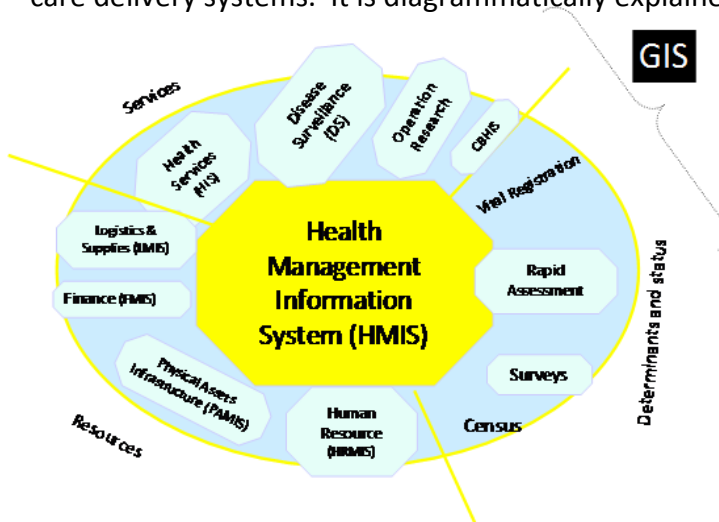 care delivery systems. It is diagrammatically explaine
GIS
Services
Disease
Surveillance
(DS)
Operation
Research
CBHIS
Health
Services
(HIS)
Vital Registration
Logistics &
Supplies (LMIS)
Health
Management
Information
System (HMIS)
Rapid
Assessment
Finance (FMIS)
Determinants and status
Physical Assets
Infrastructure (PAMIS)
Surveys
Resources
Human
Resource
(HRMIS)
Census